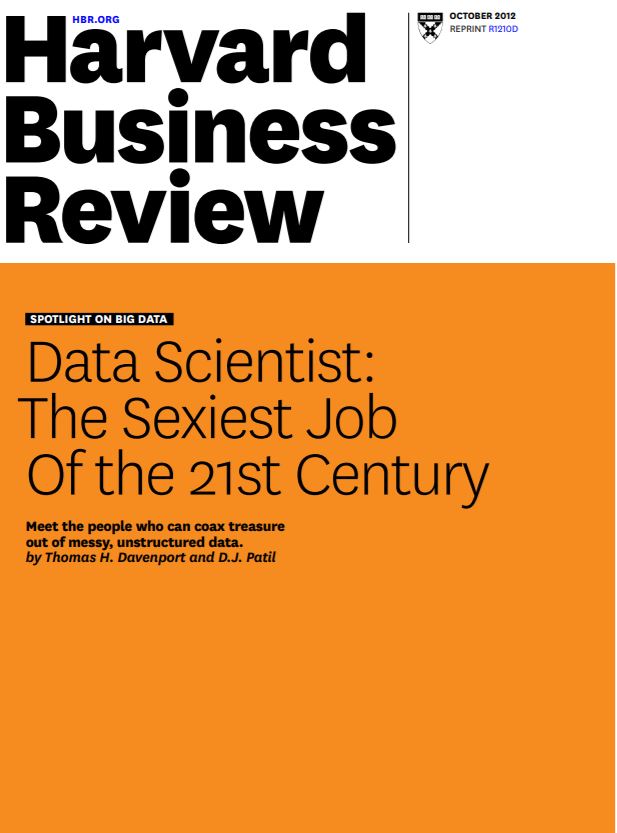 HBR.ORG
Harvard
Business
Review
OCTOBER 2012
REPRINT R1210D
SPOTLIGHT ON BIG DATA
Data Scientist:
The Sexiest Job
Of the 21st Century
Meet the people who can coax treasure
out of messy, unstructured data.
by Thomas H. Davenport and D.J. Patil